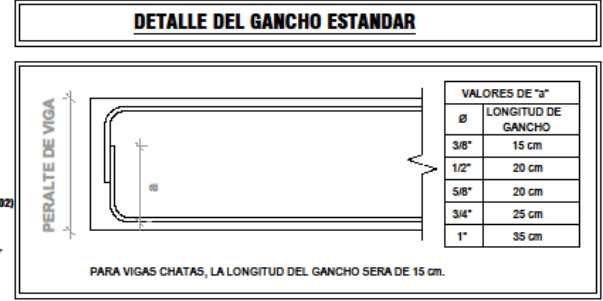 DETALLE DEL GANCHO ESTANDAR
PERALTE DE VIGA
a
VALORES DE "a"
Ø LONGITUD DE GANCHO
3/8" 15 cm
1/2" 20 cm
5/8" 20 cm
3/4" 25 cm
1" 35 cm
02)
PARA VIGAS CHATAS, LA LONGITUD DEL GANCHO SERA DE 15 cm.